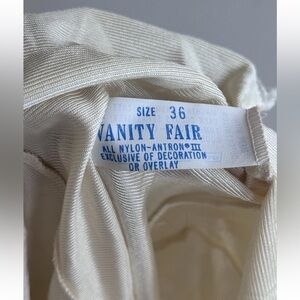 SIZE 36
VANITY FAIR
ALL NYLON-ANTRON® III
EXCLUSIVE OF DECORATION
OR OVERLAY